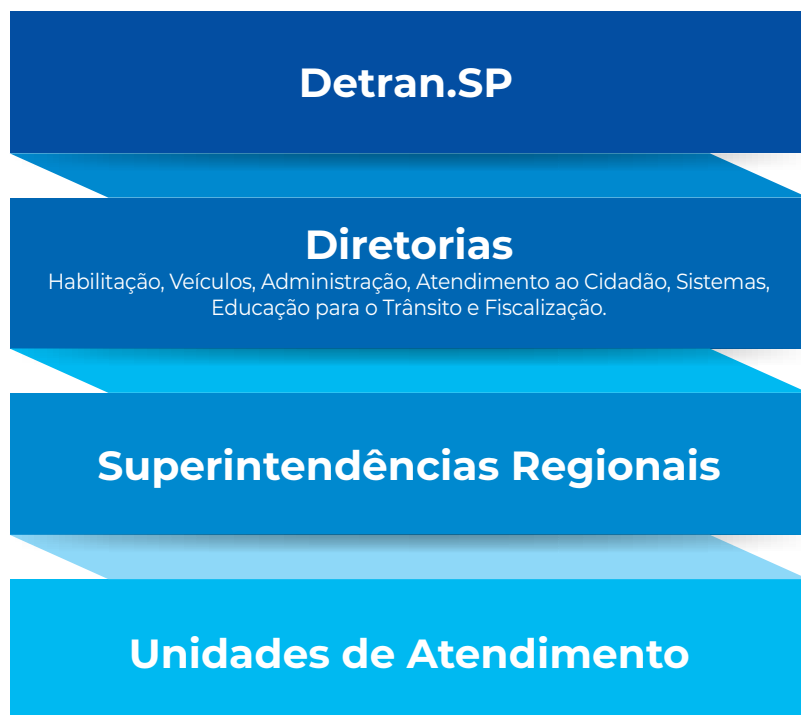 Detran.SP
Diretorias
Habilitação, Veículos, Administração, Atendimento ao Cidadão, Sistemas,
Educação para o Trânsito e Fiscalização.
Superintendências Regionais
Unidades de Atendimento